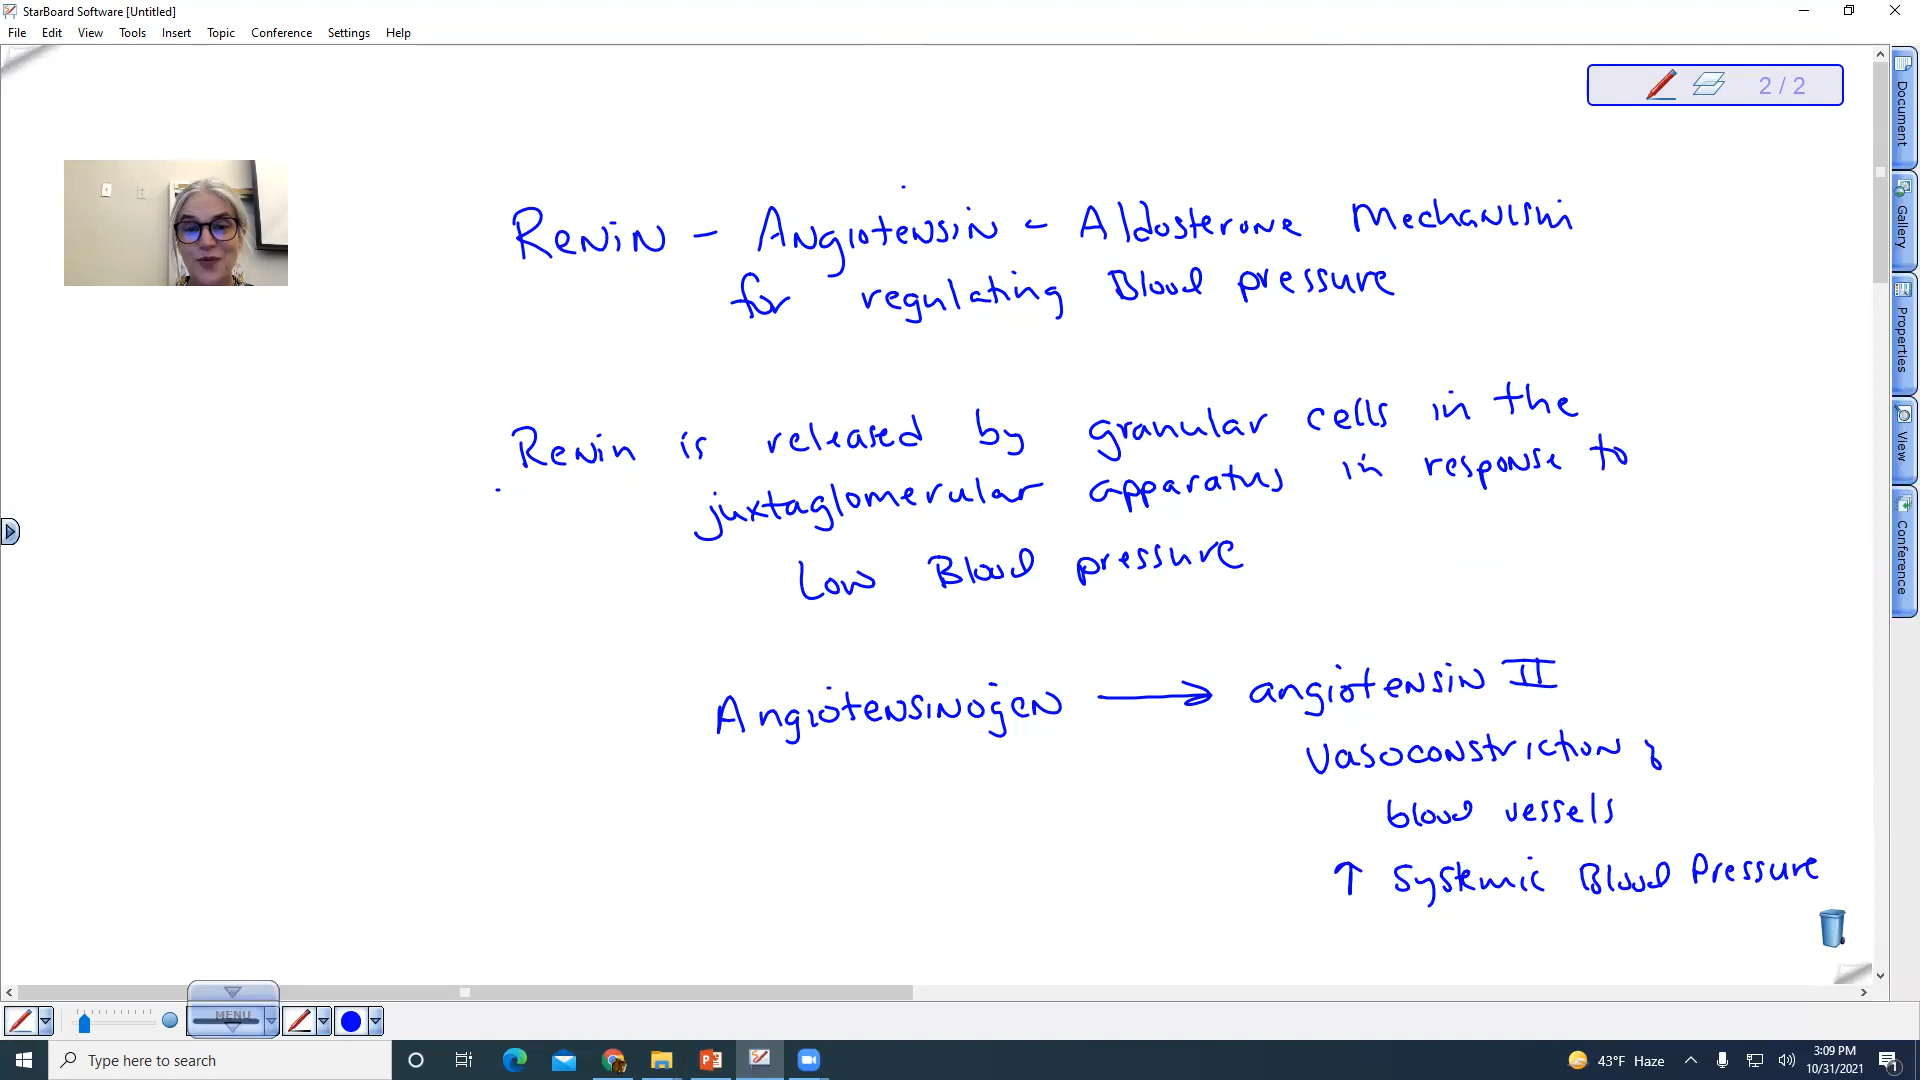 StarBoard Software [Untitled]
File Edit View Tools Insert Topic Conference Settings Help
2 / 2
Document
Gallery
Properties
View
Conference
Renin - Angiotensin - Aldosterone Mechanism
for regulating Blood pressure
Renin is released by granular cells in the
juxtaglomerular apparatus in response to
Low Blood pressure
Angiotensinogen → angiotensin II
vasoconstriction
blood vessels
↑ Systemic Blood Pressure
MENU
Type here to search
43°F Haze
3:09 PM
10/31/2021
1